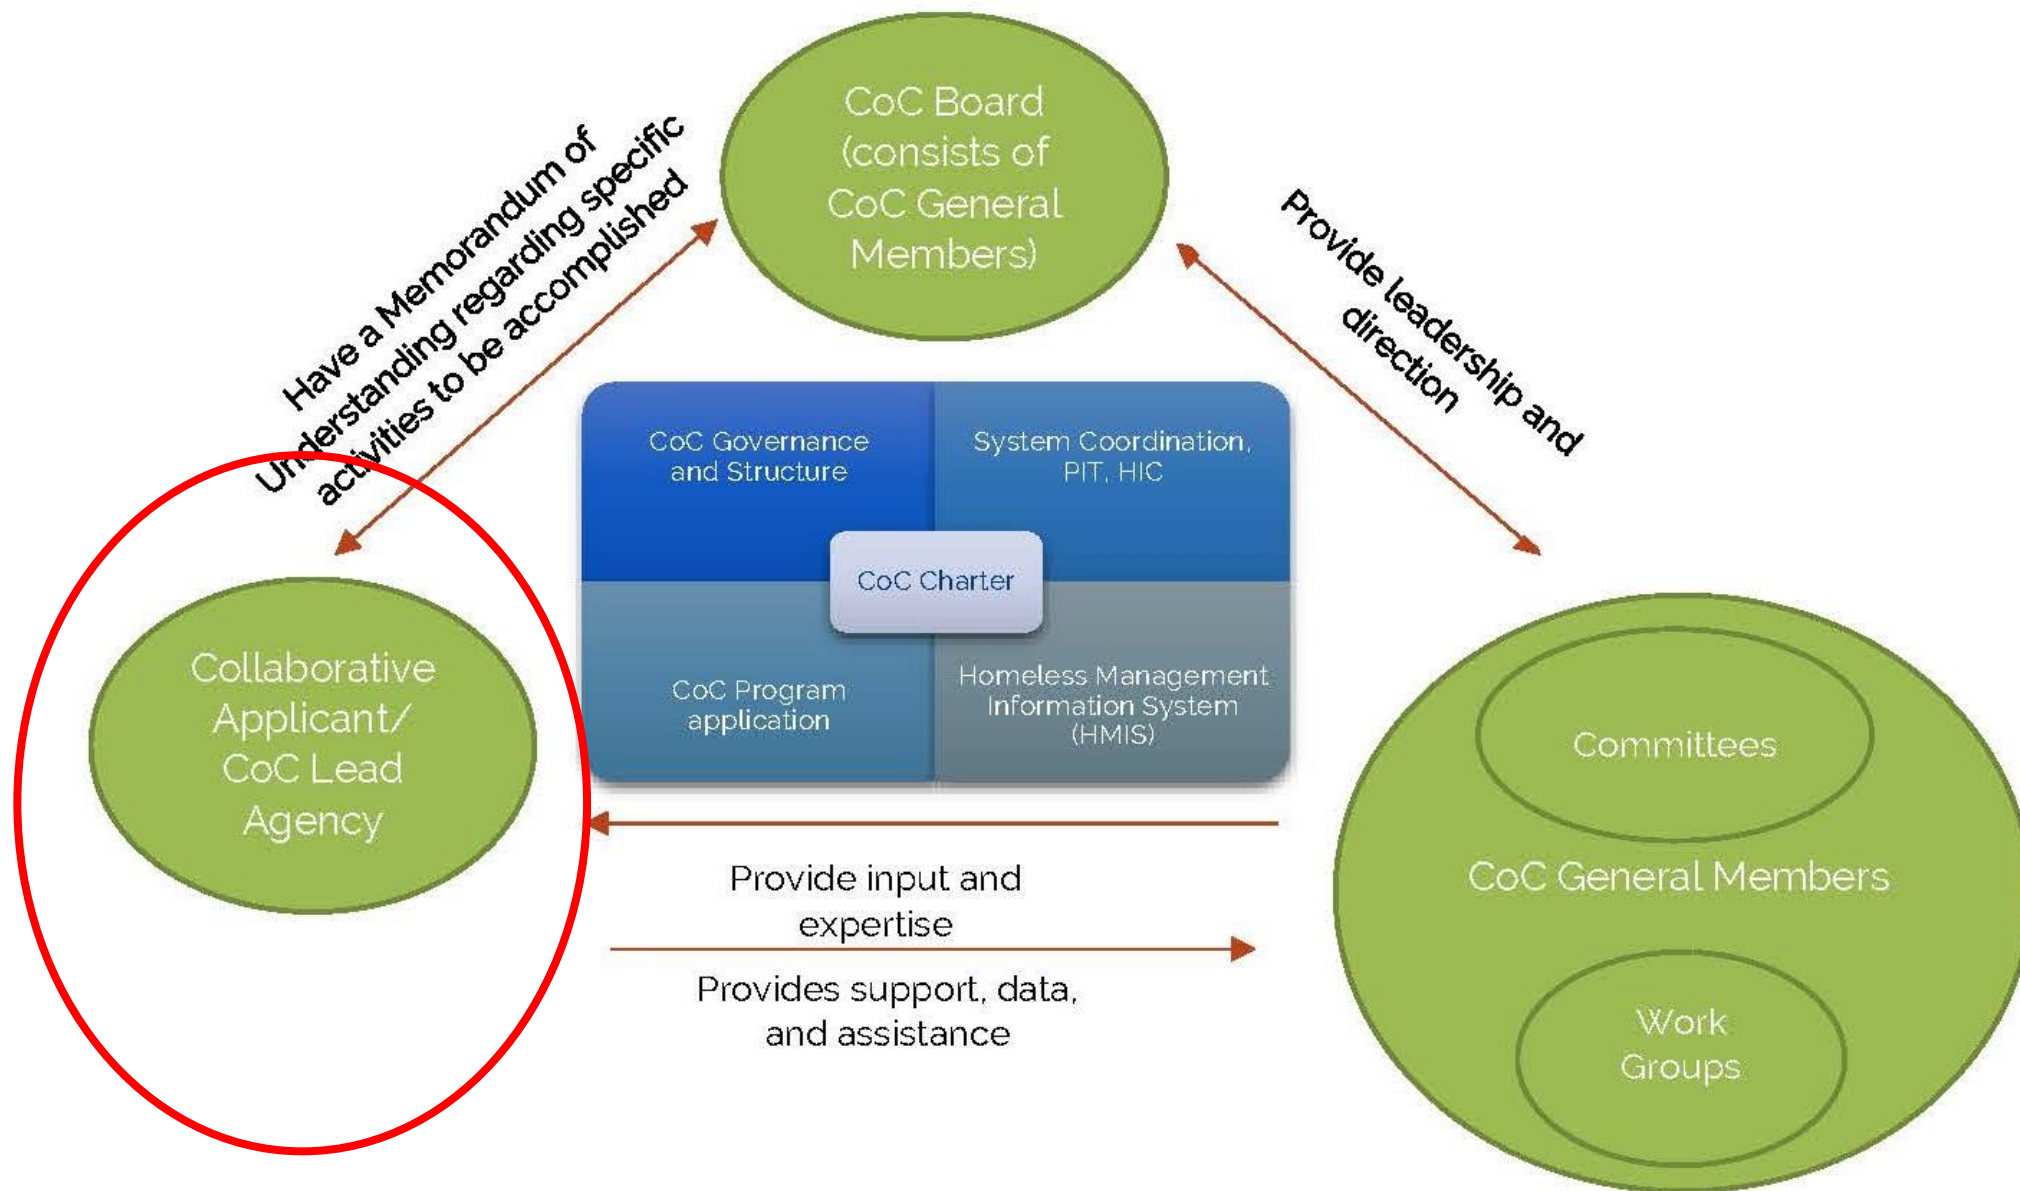 CoC Board
(consists of
CoC General
Members)
Have a Memorandum of
Understanding regarding specific
activities to be accomplished
Provide leadership and
direction
CoC Governance
and Structure
System Coordination,
PIT, HIC
CoC Charter
CoC Program
application
Homeless Management
Information System
(HMIS)
Collaborative
Applicant/
CoC Lead
Agency
Provide input and
expertise
Provides support, data,
and assistance
Committees
CoC General Members
Work
Groups